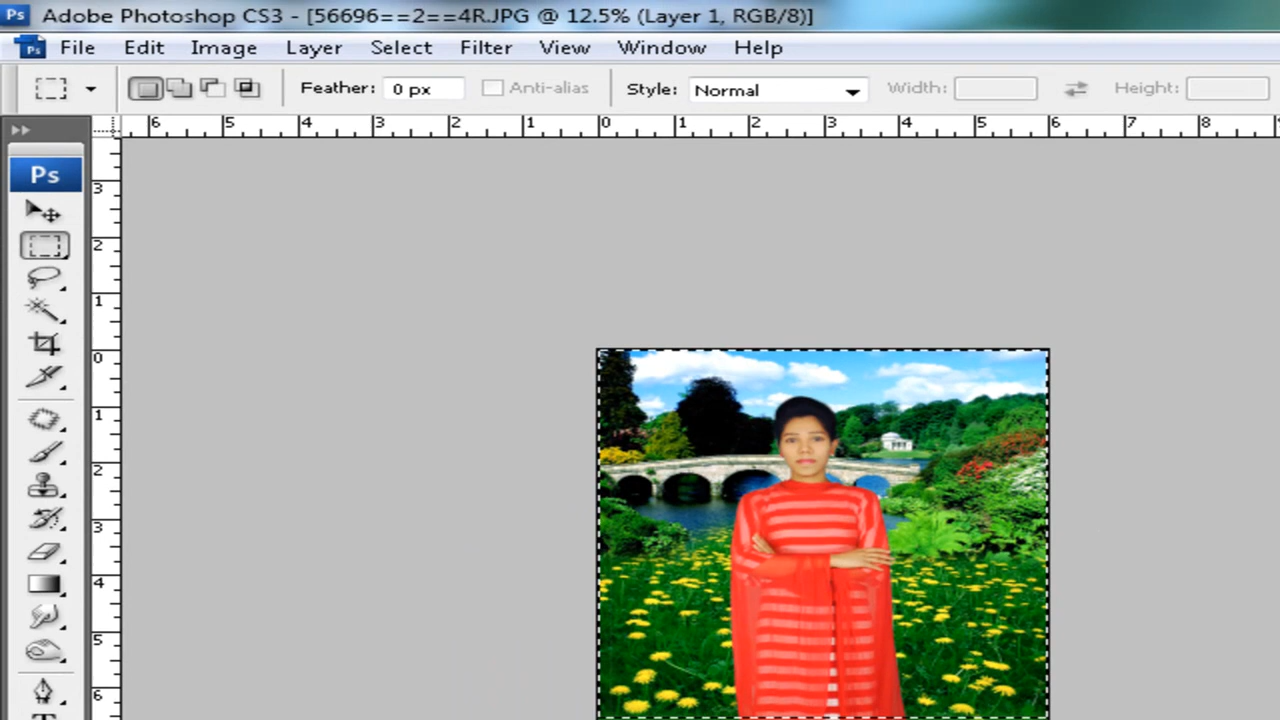 Ps Adobe Photoshop CS3 - [56696==2==4R.JPG @ 12.5% (Layer 1, RGB/8)]
Ps File Edit Image Layer Select Filter View Window Help
Feather: 0 px Anti-alias Style: Normal Width: Height:
6 5 4 3 2 1 0 1 2 3 4 5 6 7 8
Ps
3
2
1
0
1
2
3
4
5
6
T